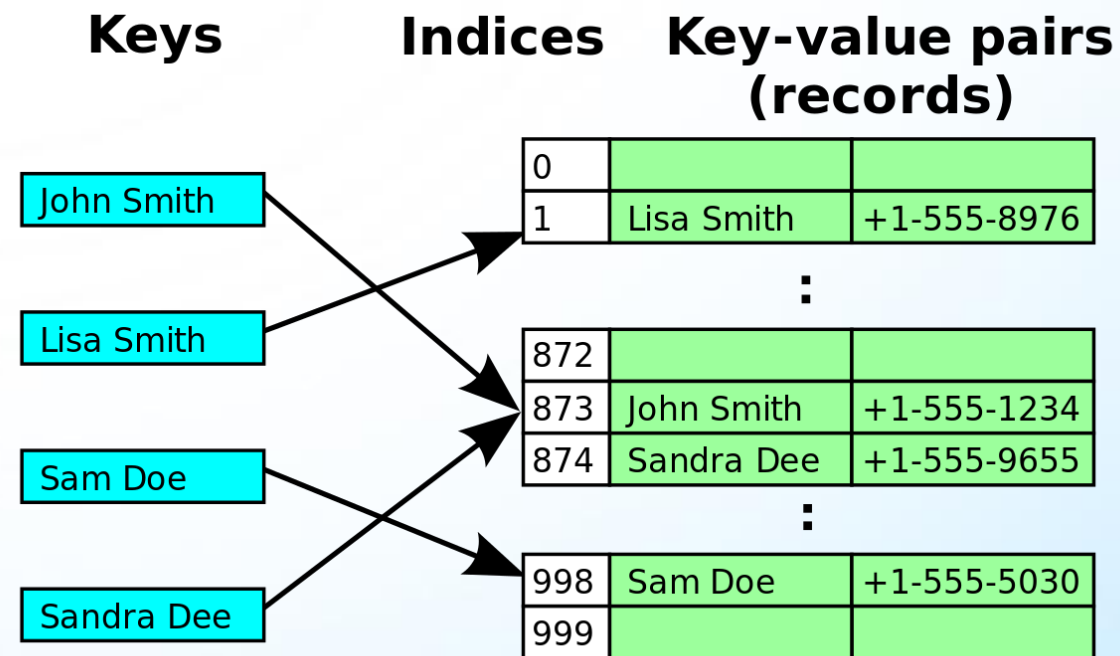 Keys
Indices
Key-value pairs
(records)
John Smith
Lisa Smith
Sam Doe
Sandra Dee
0
1 Lisa Smith +1-555-8976
:
872
873 John Smith +1-555-1234
874 Sandra Dee +1-555-9655
:
998 Sam Doe +1-555-5030
999